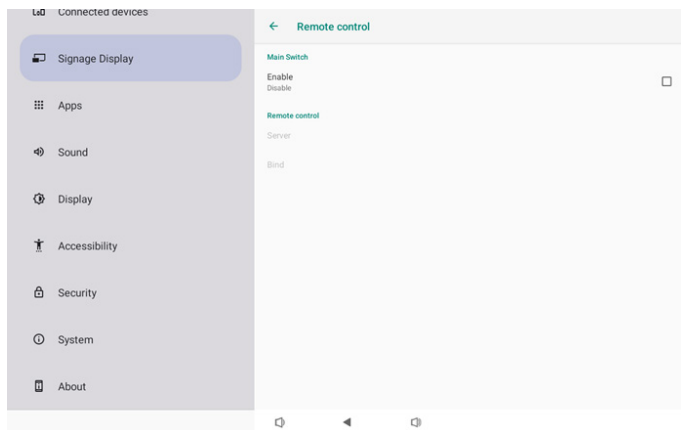 Connected devices
Signage Display
Apps
Sound
Display
Accessibility
Security
System
About
Remote control
Main Switch
Enable
Disable
Remote control
Server
Bind